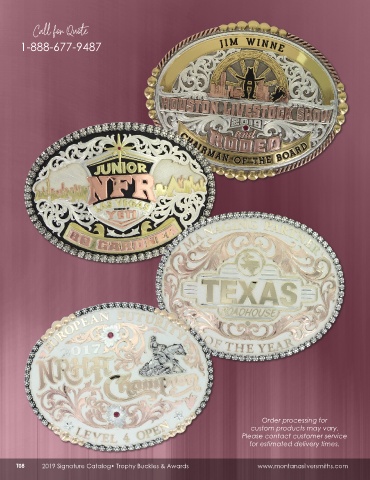 Call for Quote
1-888-677-9487
JIM WINNE
HOUSTON LIVESTOCK SHOW
2019
and
RODEO
CHAIRMAN OF THE BOARD
JUNIOR
NFR
TEXAS
ROADHOUSE
OF THE YEAR
EUROPEAN
NRHA
Champion
LEVEL 4 OPEN
Order processing for
custom products may vary.
Please contact customer service
for estimated delivery times.
108 2019 Signature Catalog• Trophy Buckles & Awards www.montanasilversmiths.com